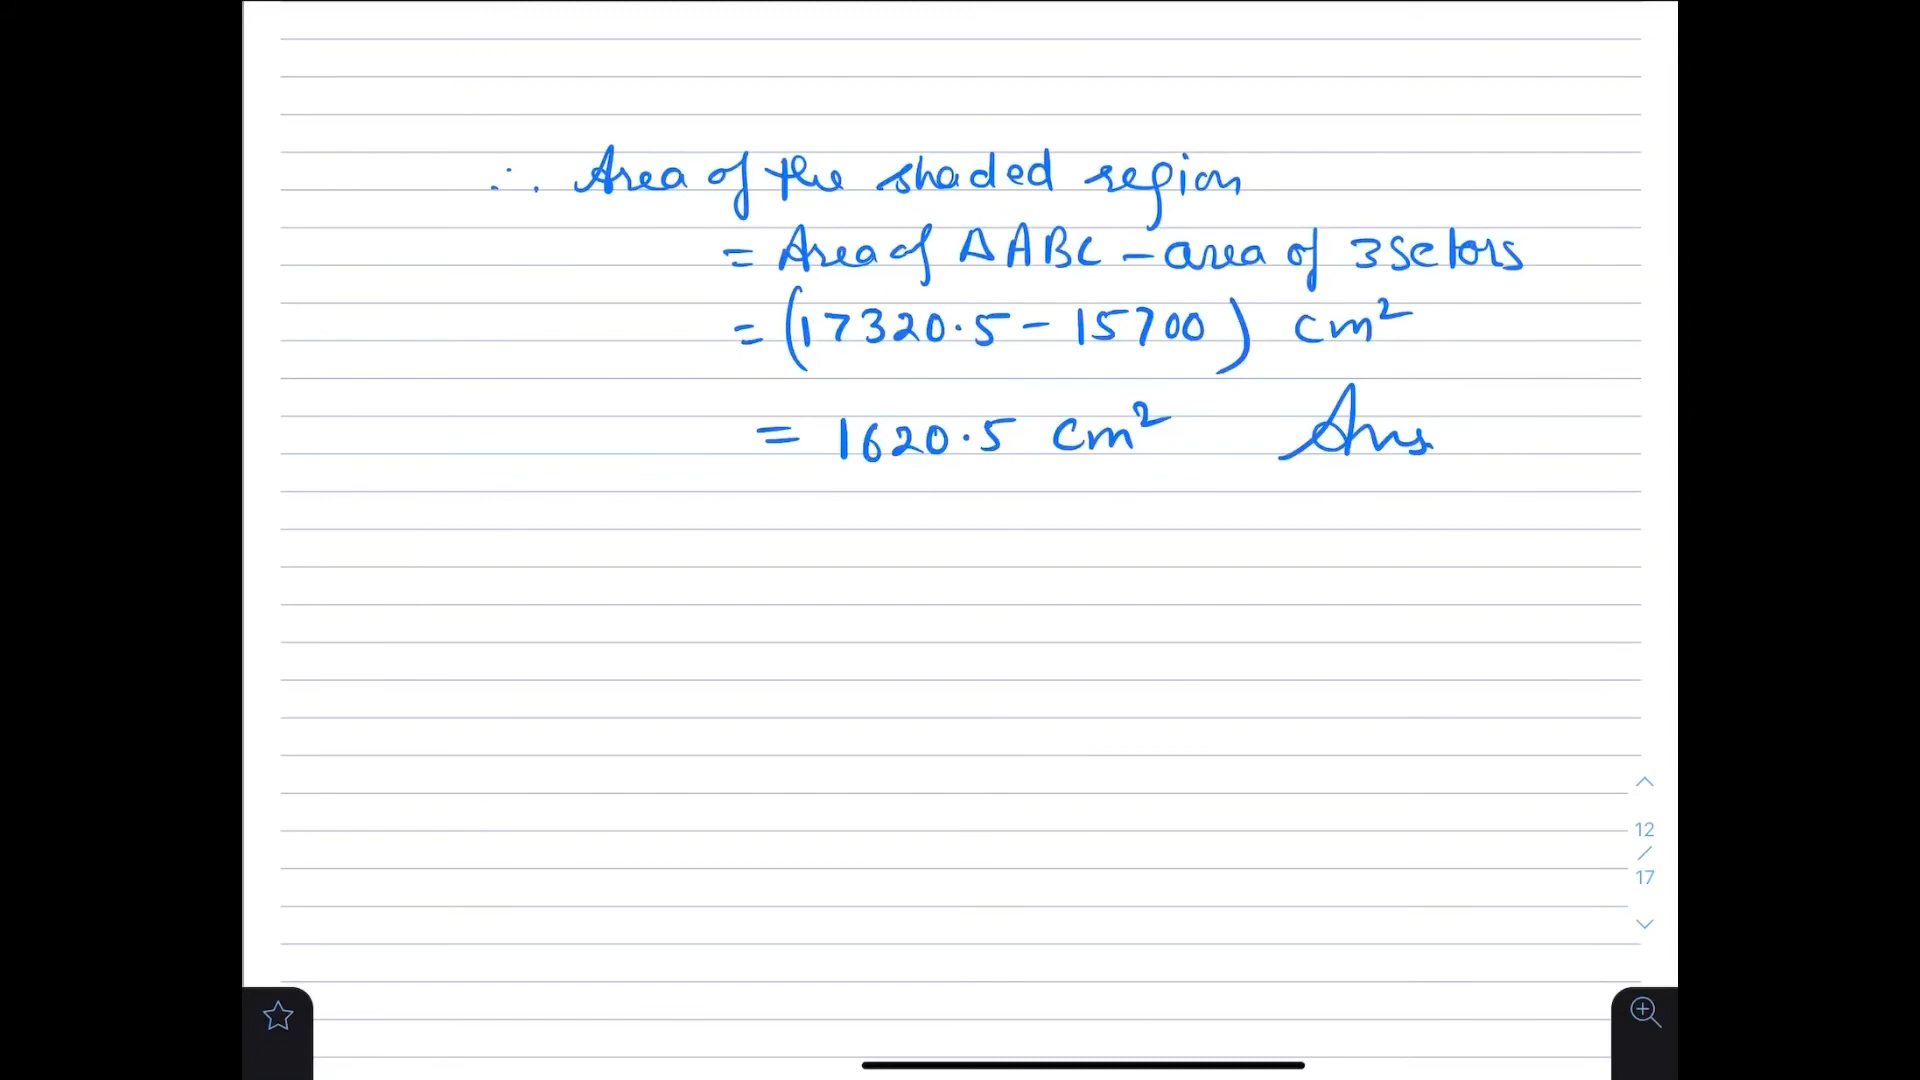 ∴ Area of the shaded region
= Area of ΔABC - area of 3 sectors
= (17320.5 - 15700) cm²
= 1620.5 cm² Ans
12
/
17